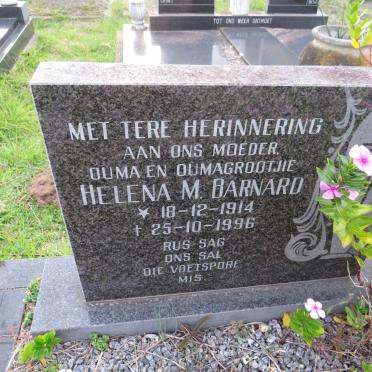 TOT ONS WEER ONTMOET
MET TERE HERINNERING
AAN ONS MOEDER,
OUMA EN OUMAGROOTJIE
HELENA M. BARNARD
* 18-12-1914
† 25-10-1996
RUS SAG
ONS SAL
DIE VOETSPORE
MIS.